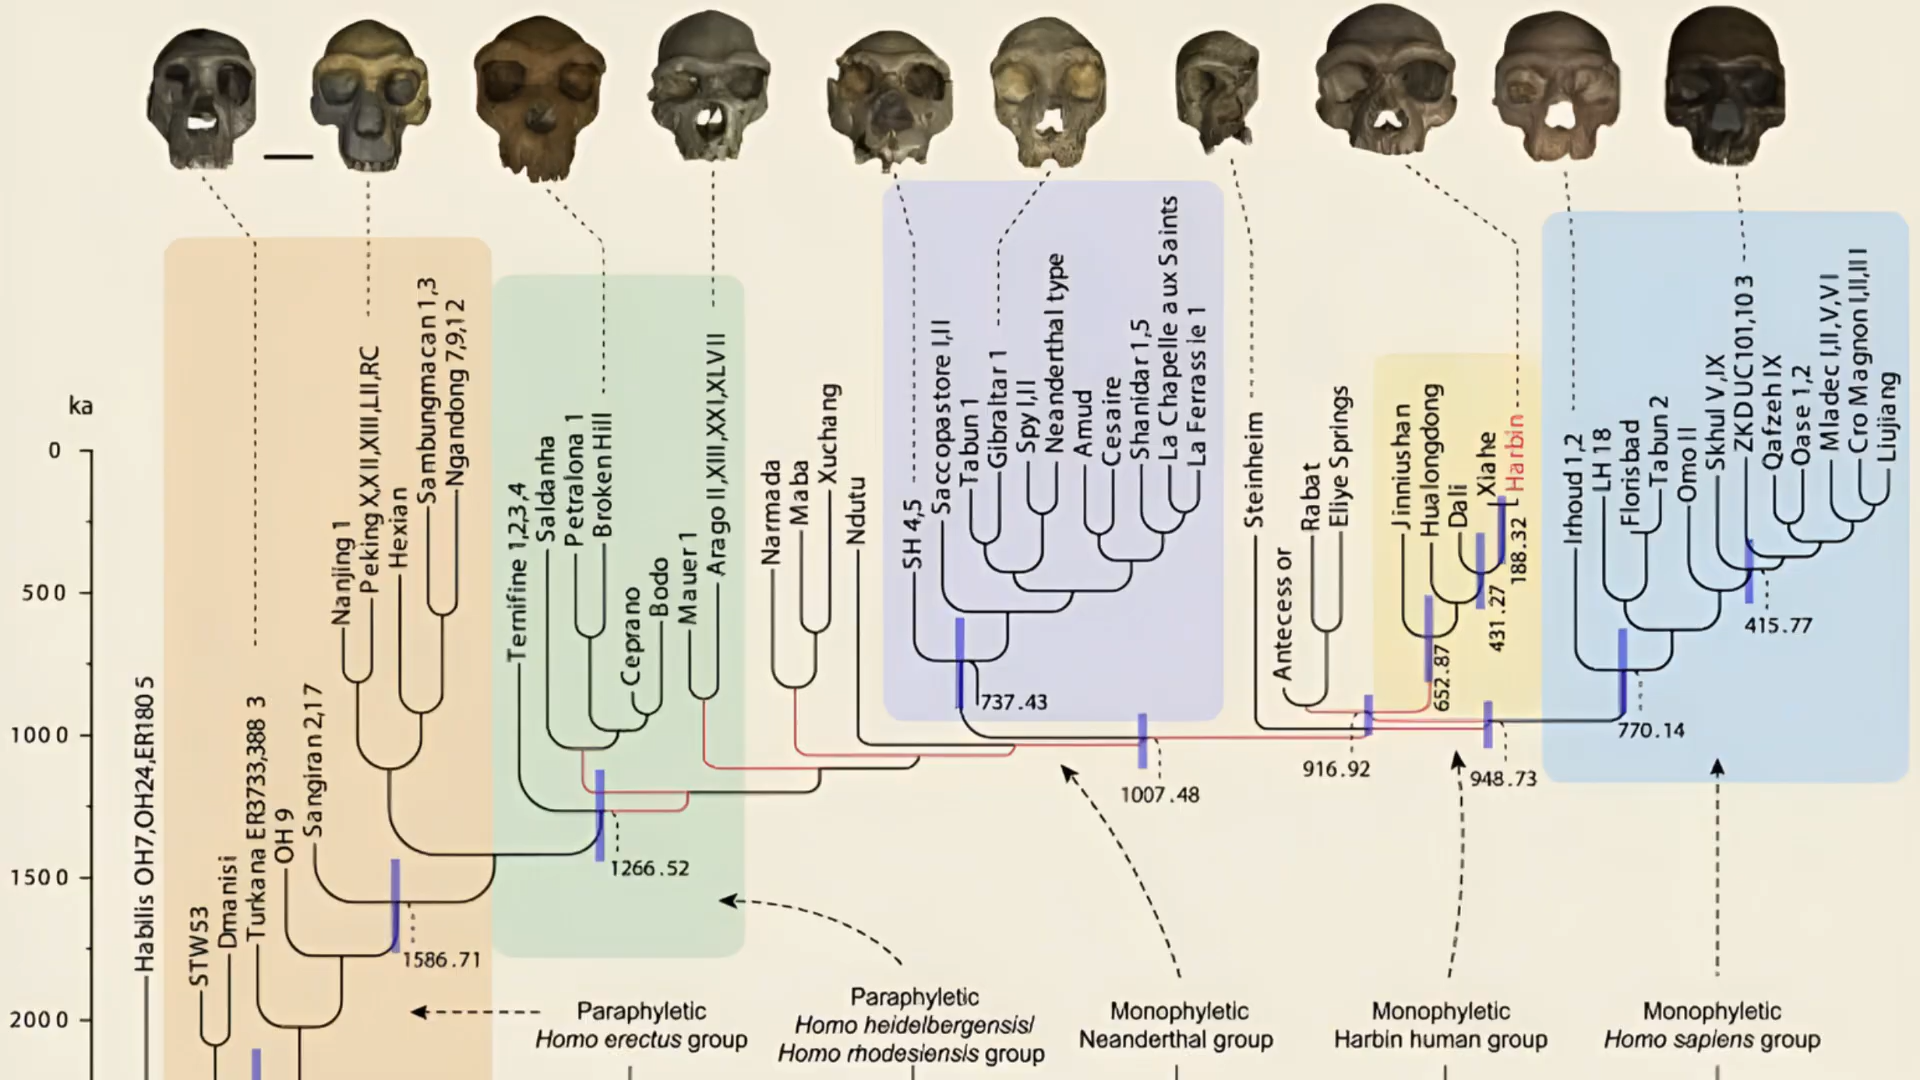 ka
0
500
1000
1500
2000
Habilis OH7,OH24,ER1805
STW53
Dmanisi
Turkana ER3733,3883
OH 9
Sangiran 2,17
Nanjing 1
Peking X,XII,XIII,LII,RC
Hexian
Sambungmacan 1,3
Ngandong 7,9,12
Ternifine 1,2,3,4
Saldanha
Petralona 1
Broken Hill
Ceprano
Bodo
Mauer 1
Arago II,XIII,XXI,XLVII
Narmada
Maba
Xuchang
Ndutu
SH 4,5
Saccopastore I,II
Tabun 1
Gibraltar 1
Spy I,II
Neanderthal type
Amud
Cesaire
Shanidar 1,5
La Chapelle aux Saints
La Ferrassie 1
Steinheim
Antecessor
Rabat
Eliye Springs
Jinniushan
Hualongdong
Dali
Xiahe
Harbin
Irhoud 1,2
LH 18
Florisbad
Tabun 2
Omo II
Skhul V,IX
ZKD UC101,103
Qafzeh IX
Oase 1,2
Mladec I,II,V,VI
Cro Magnon I,II,III
Liujiang
188.32
431.27
652.87
415.77
737.43
770.14
916.92
948.73
1007.48
1266.52
1586.71
Paraphyletic
Homo erectus group
Paraphyletic
Homo heidelbergensis/
Homo rhodesiensis group
Monophyletic
Neanderthal group
Monophyletic
Harbin human group
Monophyletic
Homo sapiens group